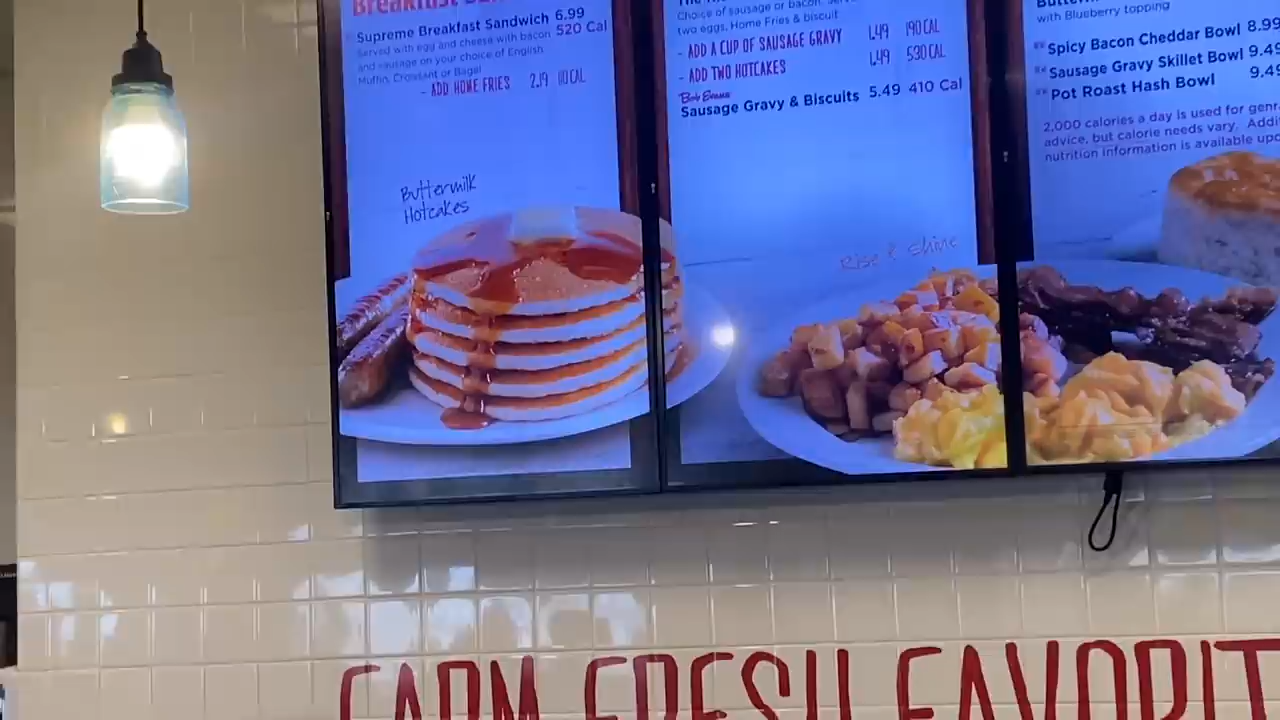 Breakfast
Supreme Breakfast Sandwich 6.99
Served with egg and cheese with bacon 520 Cal
and sausage on your choice of English
Muffin, Croissant or Bagel
- ADD HOME FRIES 2.19 110 CAL
Buttermilk
Hotcakes
Choice of sausage or bacon.
two eggs, Home Fries & biscuit
- ADD A CUP OF SAUSAGE GRAVY 1.49 190 CAL
- ADD TWO HOTCAKES 1.49 530 CAL
Bob Evans
Sausage Gravy & Biscuits 5.49 410 Cal
Rise & Shine
with Blueberry topping
Spicy Bacon Cheddar Bowl 8.99
Sausage Gravy Skillet Bowl 9.49
Pot Roast Hash Bowl 9.49
2,000 calories a day is used for
advice, but calorie needs vary.
nutrition information is available
FARM FRESH FAVORIT